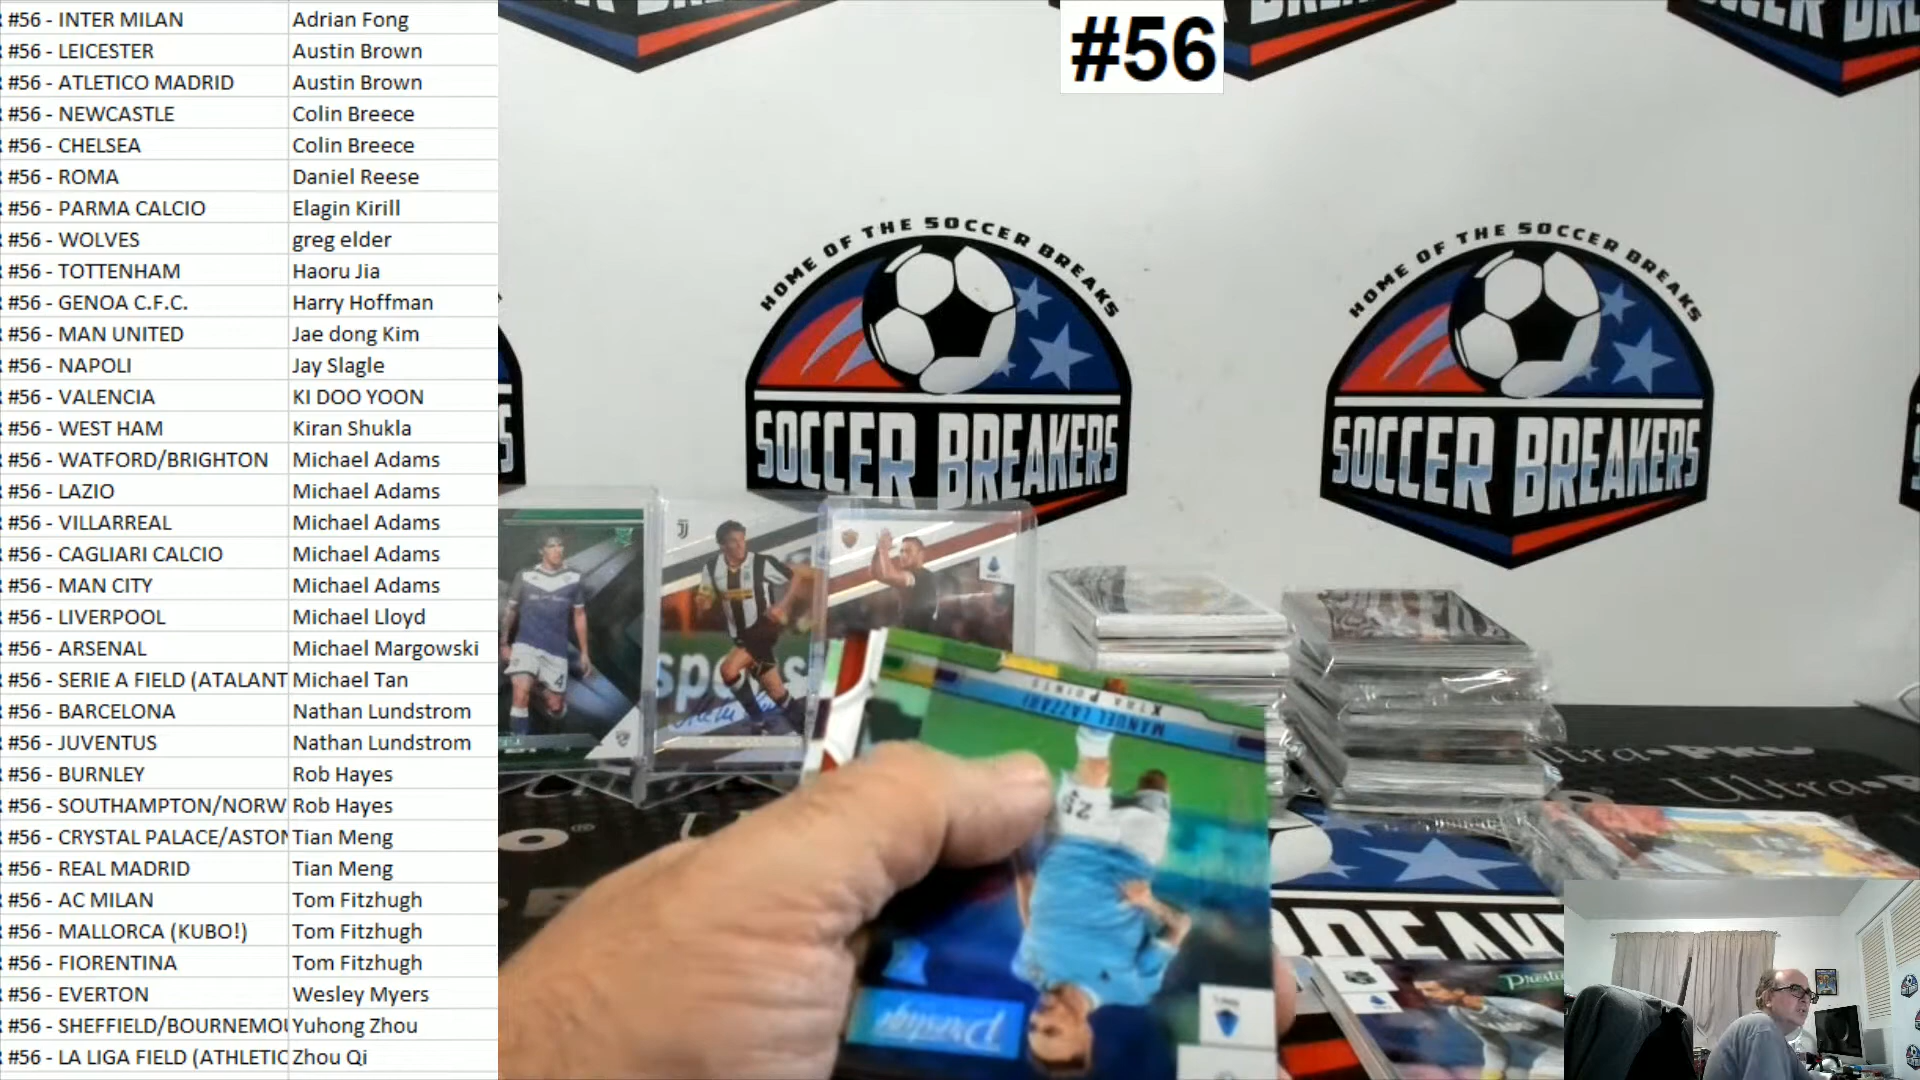 #56 - INTER MILAN Adrian Fong
#56 - LEICESTER Austin Brown
#56 - ATLETICO MADRID Austin Brown
#56 - NEWCASTLE Colin Breece
#56 - CHELSEA Colin Breece
#56 - ROMA Daniel Reese
#56 - PARMA CALCIO Elagin Kirill
#56 - WOLVES greg elder
#56 - TOTTENHAM Haoru Jia
#56 - GENOA C.F.C. Harry Hoffman
#56 - MAN UNITED Jae dong Kim
#56 - NAPOLI Jay Slagle
#56 - VALENCIA KI DOO YOON
#56 - WEST HAM Kiran Shukla
#56 - WATFORD/BRIGHTON Michael Adams
#56 - LAZIO Michael Adams
#56 - VILLARREAL Michael Adams
#56 - CAGLIARI CALCIO Michael Adams
#56 - MAN CITY Michael Adams
#56 - LIVERPOOL Michael Lloyd
#56 - ARSENAL Michael Margowski
#56 - SERIE A FIELD (ATALANT Michael Tan
#56 - BARCELONA Nathan Lundstrom
#56 - JUVENTUS Nathan Lundstrom
#56 - BURNLEY Rob Hayes
#56 - SOUTHAMPTON/NORW Rob Hayes
#56 - CRYSTAL PALACE/ASTON Tian Meng
#56 - REAL MADRID Tian Meng
#56 - AC MILAN Tom Fitzhugh
#56 - MALLORCA (KUBO!) Tom Fitzhugh
#56 - FIORENTINA Tom Fitzhugh
#56 - EVERTON Wesley Myers
#56 - SHEFFIELD/BOURNEMOU Yuhong Zhou
#56 - LA LIGA FIELD (ATHLETIC Zhou Qi
#56
HOME OF THE SOCCER BREAKS
SOCCER BREAKERS
HOME OF THE SOCCER BREAKS
SOCCER BREAKERS
MANUEL LAZZARI
XTRA POINTS
25
Prestige
4
Ultra PRO